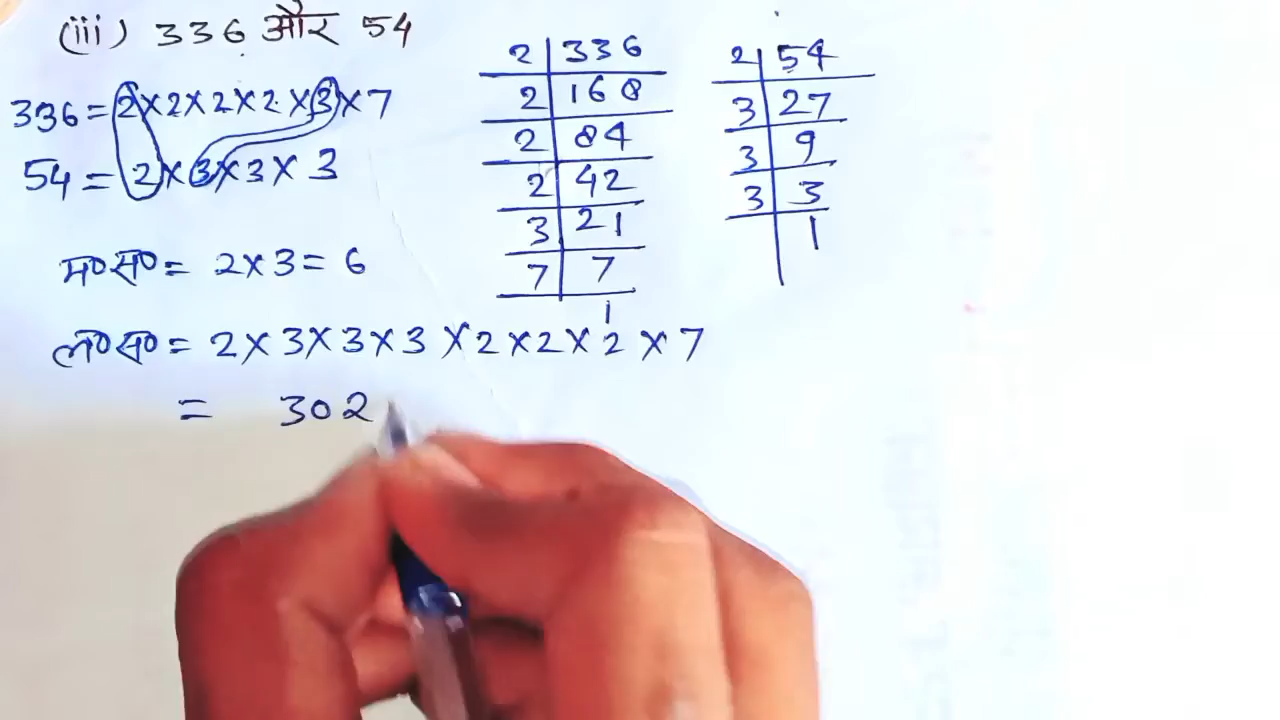 (iii) 336 और 54
336 = 2 × 2 × 2 × 2 × 3 × 7
54 = 2 × 3 × 3 × 3
म०स० = 2 × 3 = 6
ल०स० = 2 × 3 × 3 × 3 × 2 × 2 × 2 × 7
= 302
2 | 336
2 | 168
2 | 84
2 | 42
3 | 21
7 | 7
1
2 | 54
3 | 27
3 | 9
3 | 3
| 1